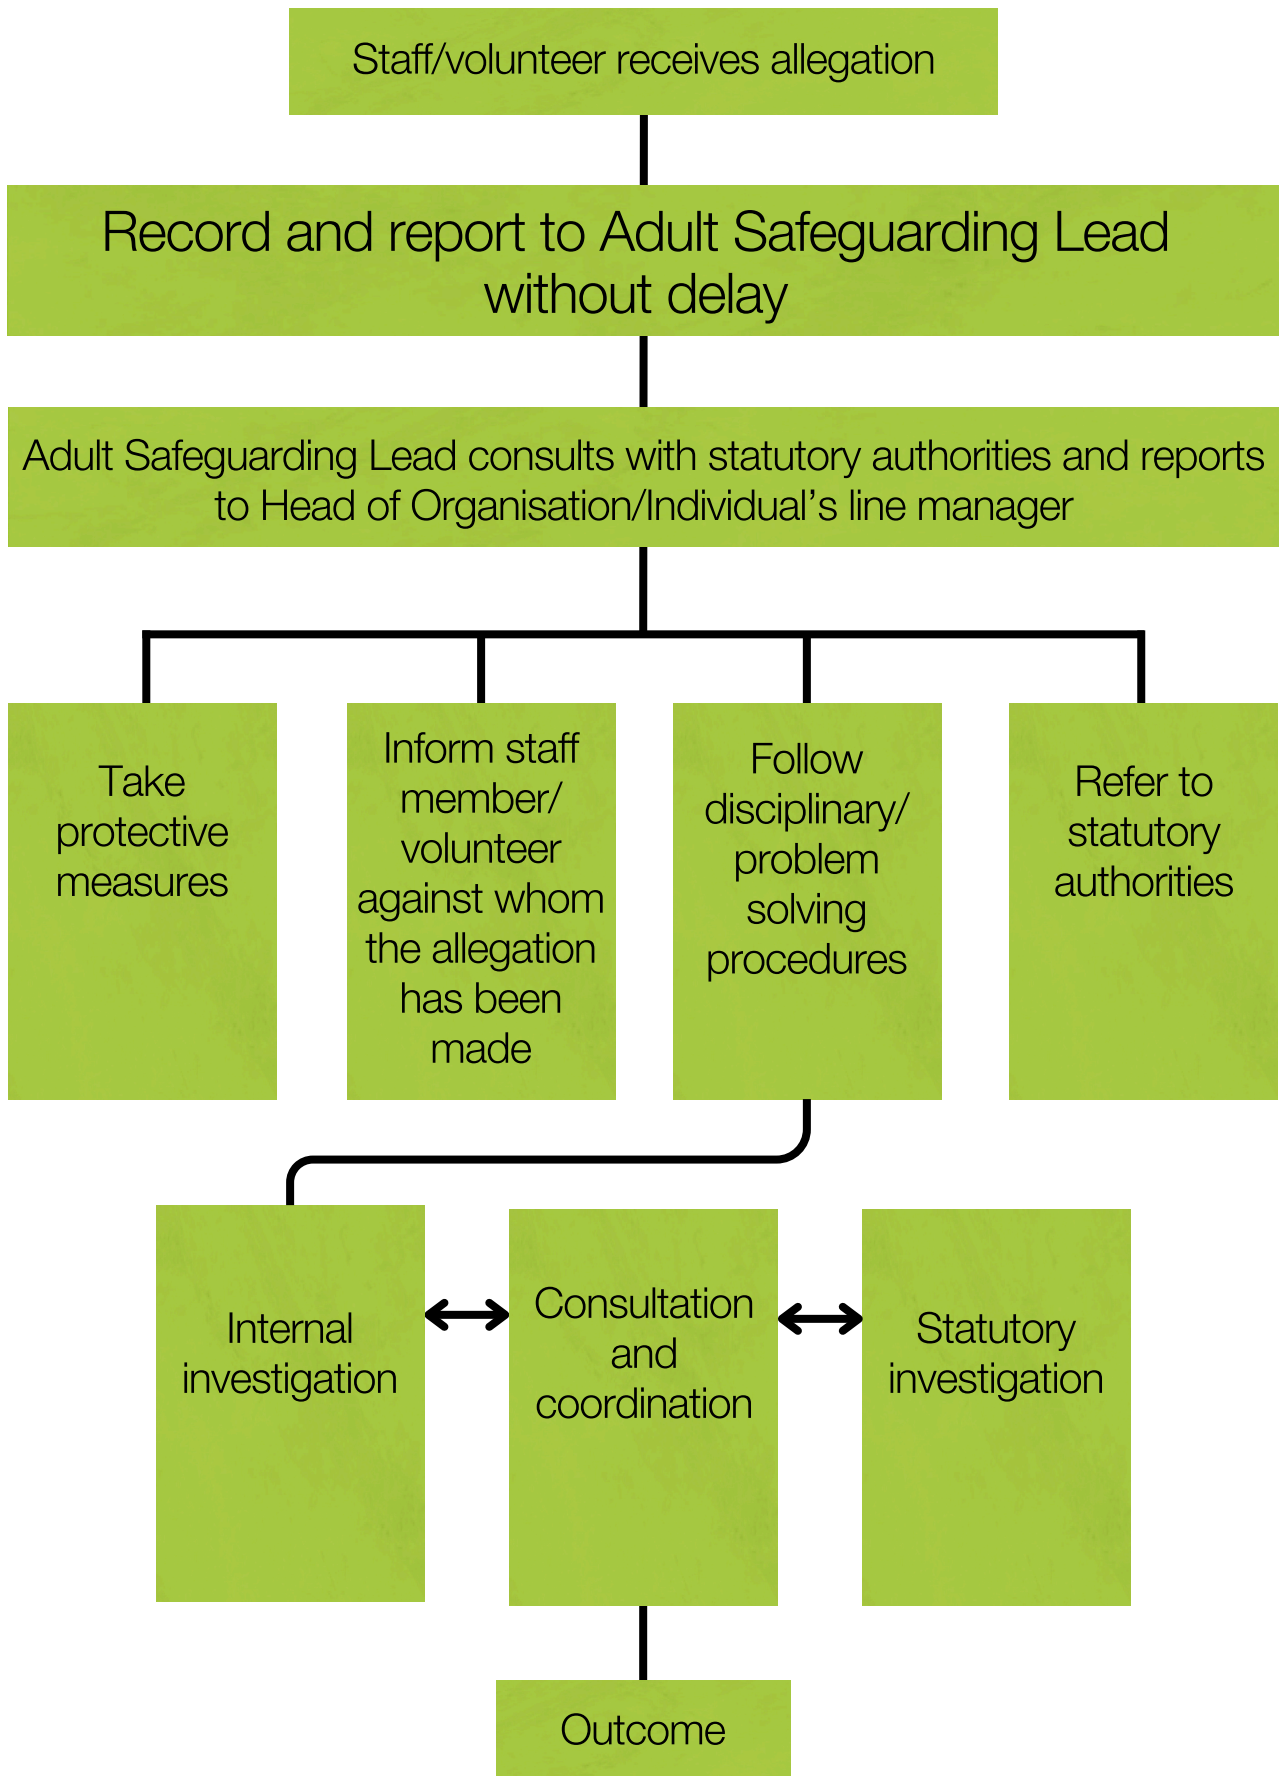 Staff/volunteer receives allegation
Record and report to Adult Safeguarding Lead
without delay
Adult Safeguarding Lead consults with statutory authorities and reports
to Head of Organisation/Individual’s line manager
Take
protective
measures
Inform staff
member/
volunteer
against whom
the allegation
has been
made
Follow
disciplinary/
problem
solving
procedures
Refer to
statutory
authorities
Internal
investigation
Consultation
and
coordination
Statutory
investigation
Outcome